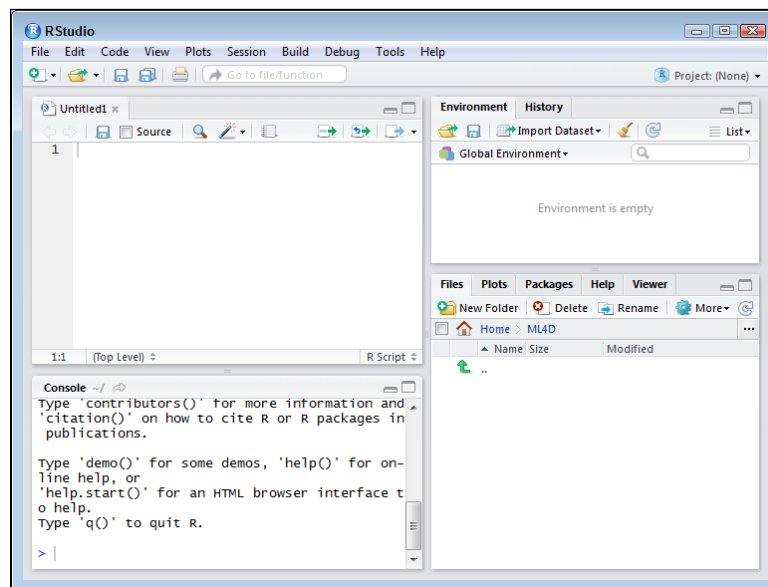 RStudio
File Edit Code View Plots Session Build Debug Tools Help
Go to file/function
Project: (None)
Untitled1
Source
1
1:1 (Top Level) R Script
Console ~/
Type 'contributors()' for more information and
'citation()' on how to cite R or R packages in
publications.
Type 'demo()' for some demos, 'help()' for on-
line help, or
'help.start()' for an HTML browser interface t
o help.
Type 'q()' to quit R.
>
Environment History
Import Dataset List
Global Environment
Environment is empty
Files Plots Packages Help Viewer
New Folder Delete Rename More
Home ML4D ...
Name Size Modified
..